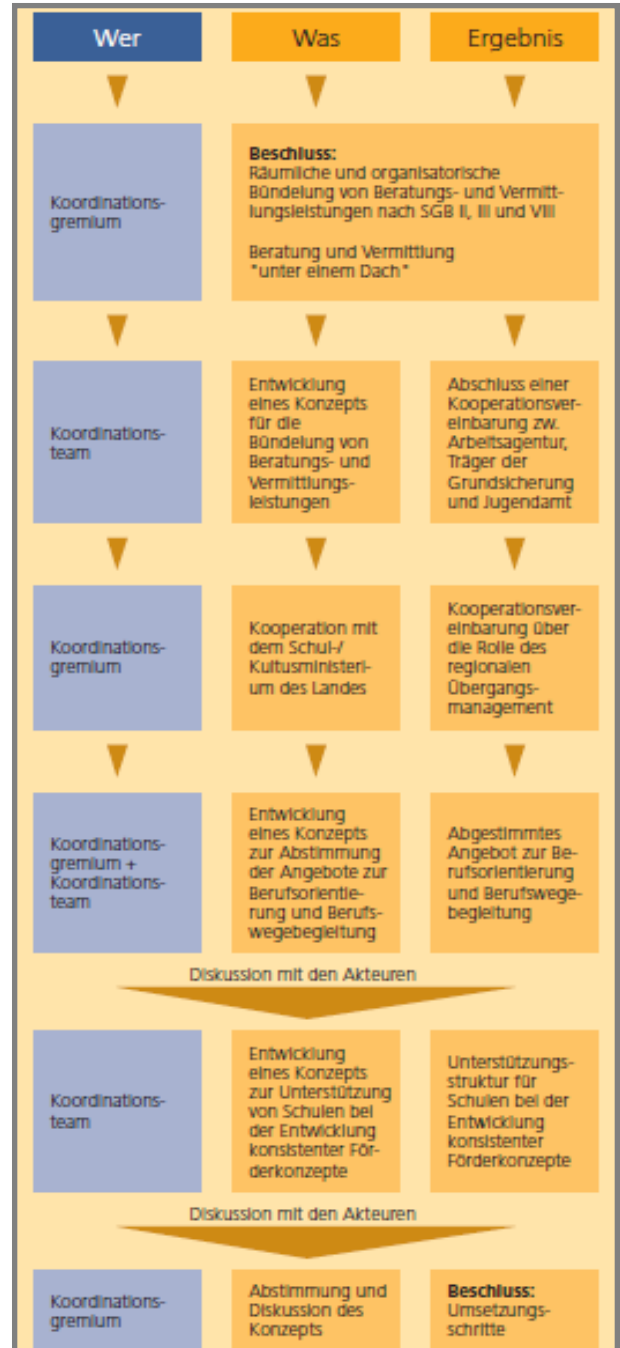 Wer
Was
Ergebnis
Koordinations-
gremium
Beschluss:
Räumliche und organisatorische
Bündelung von Beratungs- und Vermitt-
lungsleistungen nach SGB II, III und VIII
Beratung und Vermittlung
"unter einem Dach"
Koordinations-
team
Entwicklung
eines Konzepts
für die
Bündelung von
Beratungs- und
Vermittlungs-
leistungen
Abschluss einer
Kooperationsver-
einbarung zw.
Arbeitsagentur,
Träger der
Grundsicherung
und Jugendamt
Koordinations-
gremium
Kooperation mit
dem Schul-/
Kultusministeri-
um des Landes
Kooperationsver-
einbarung über
die Rolle des
regionalen
Übergangs-
management
Koordinations-
gremium +
Koordinations-
team
Entwicklung
eines Konzepts
zur Abstimmung
der Angebote zur
Berufsorientie-
rung und Berufs-
wegebegleitung
Abgestimmtes
Angebot zur Be-
rufsorientierung
und Berufswege-
begleitung
Diskussion mit den Akteuren
Koordinations-
team
Entwicklung
eines Konzepts
zur Unterstützung
von Schulen bei
der Entwicklung
konsistenter För-
derkonzepte
Unterstützungs-
struktur für
Schulen bei der
Entwicklung
konsistenter
Förderkonzepte
Diskussion mit den Akteuren
Koordinations-
gremium
Abstimmung und
Diskussion des
Konzepts
Beschluss:
Umsetzungs-
schritte